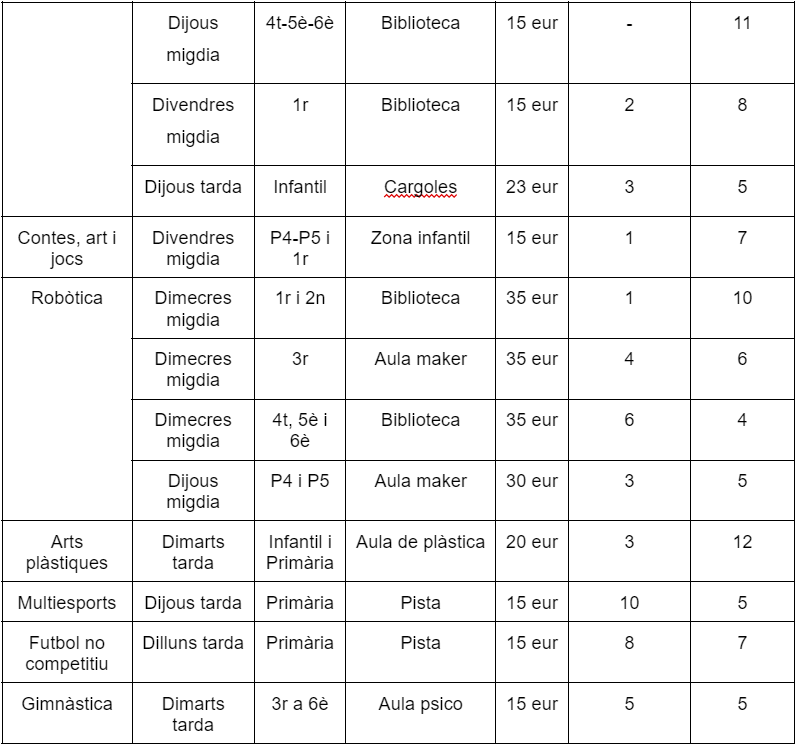 Dijous 4t-5è-6è Biblioteca 15 eur - 11
migdia
Divendres 1r Biblioteca 15 eur 2 8
migdia
Dijous tarda Infantil Cargoles 23 eur 3 5
Contes, art i Divendres P4-P5 i Zona infantil 15 eur 1 7
jocs migdia 1r
Robòtica Dimecres 1r i 2n Biblioteca 35 eur 1 10
migdia
Dimecres 3r Aula maker 35 eur 4 6
migdia
Dimecres 4t, 5è i Biblioteca 35 eur 6 4
migdia 6è
Dijous P4 i P5 Aula maker 30 eur 3 5
migdia
Arts Dimarts Infantil i Aula de plàstica 20 eur 3 12
plàstiques tarda Primària
Multiesports Dijous tarda Primària Pista 15 eur 10 5
Futbol no Dilluns tarda Primària Pista 15 eur 8 7
competitiu
Gimnàstica Dimarts 3r a 6è Aula psico 15 eur 5 5
tarda